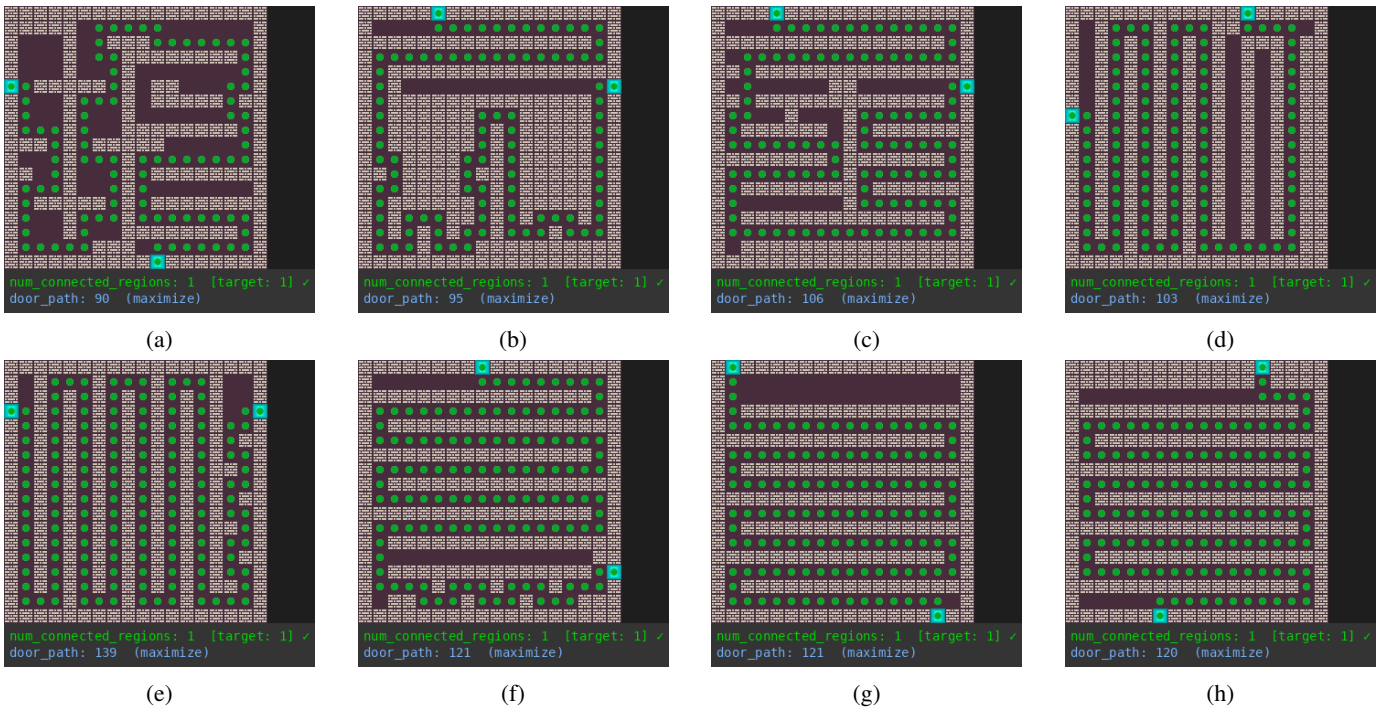 num_connected_regions: 1 [target: 1] ✓
door_path: 90 (maximize)
(a)
num_connected_regions: 1 [target: 1] ✓
door_path: 95 (maximize)
(b)
num_connected_regions: 1 [target: 1] ✓
door_path: 106 (maximize)
(c)
num_connected_regions: 1 [target: 1] ✓
door_path: 103 (maximize)
(d)
num_connected_regions: 1 [target: 1] ✓
door_path: 139 (maximize)
(e)
num_connected_regions: 1 [target: 1] ✓
door_path: 121 (maximize)
(f)
num_connected_regions: 1 [target: 1] ✓
door_path: 121 (maximize)
(g)
num_connected_regions: 1 [target: 1] ✓
door_path: 120 (maximize)
(h)